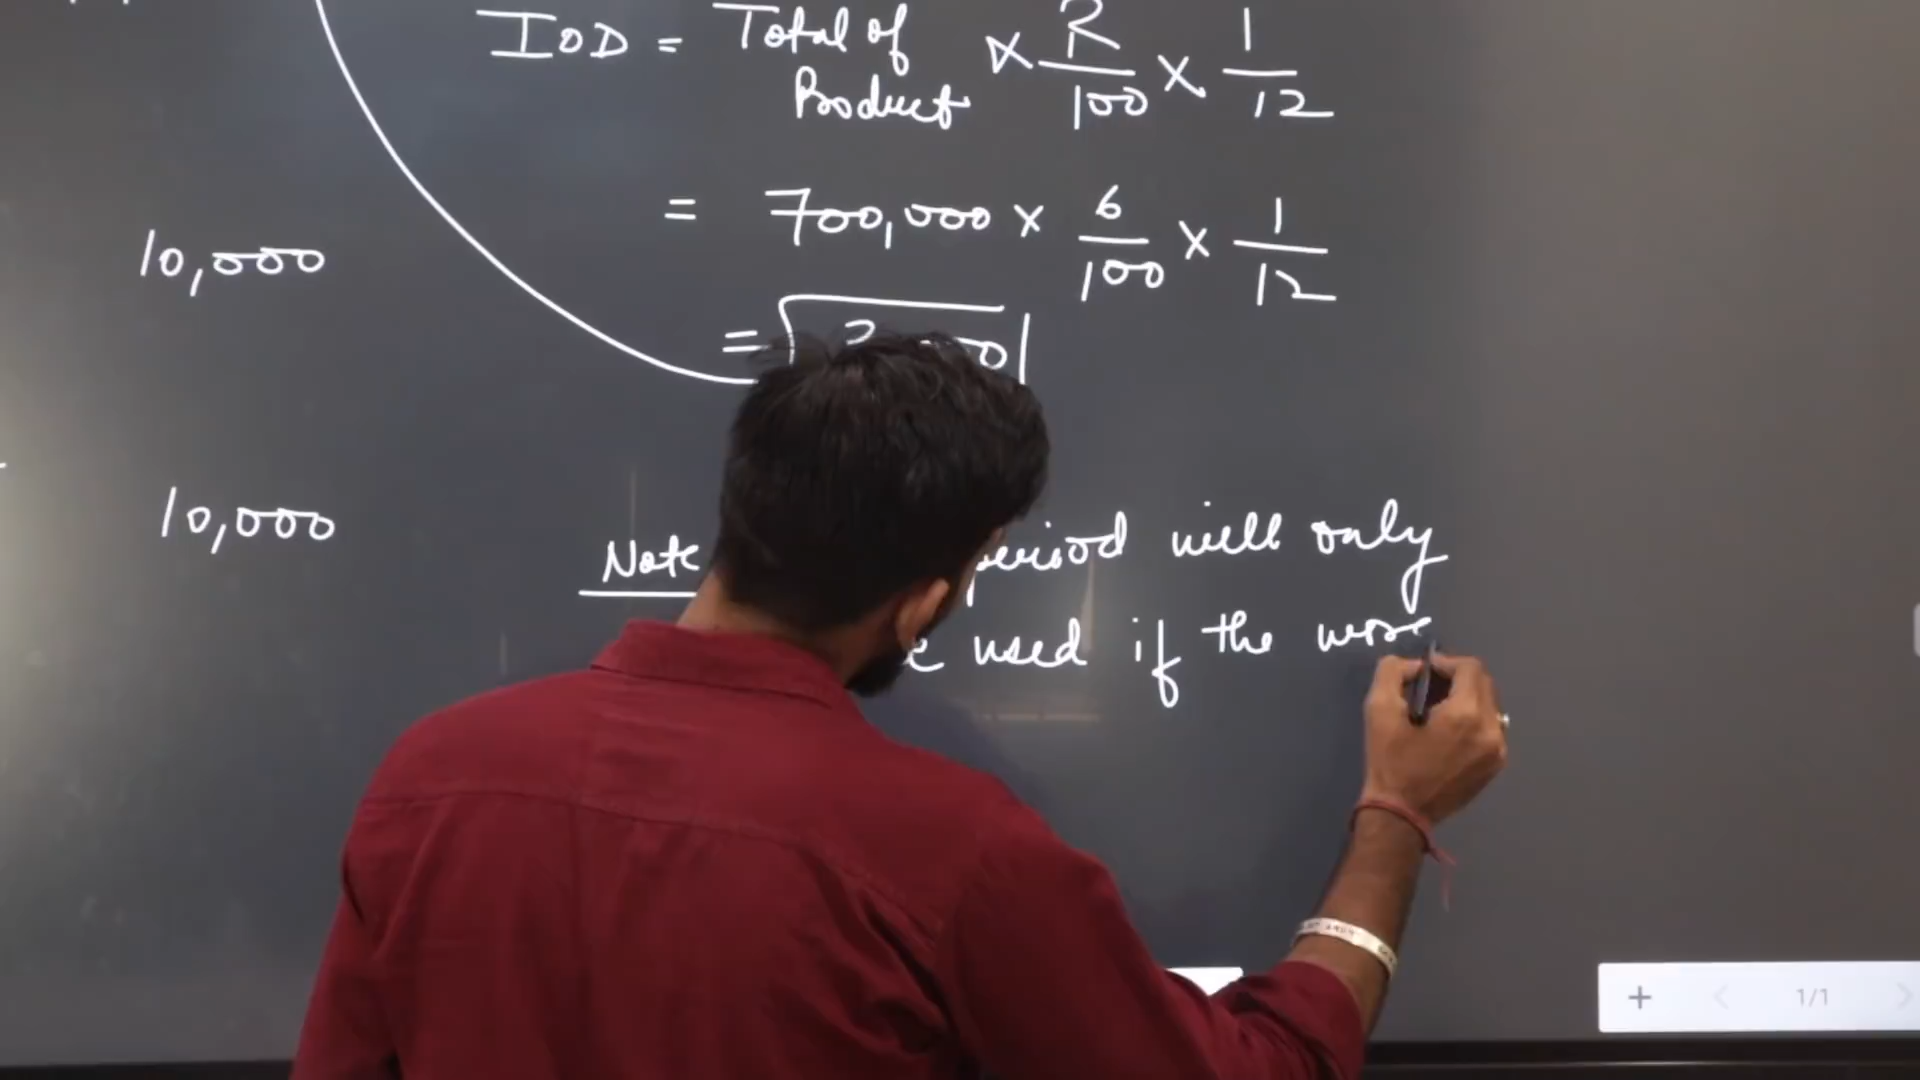 IOD = Total of Product × R/100 × 1/12
= 700,000 × 6/100 × 1/12
10,000
=
10,000
Note period will only
used if the
+ < 1/1 >